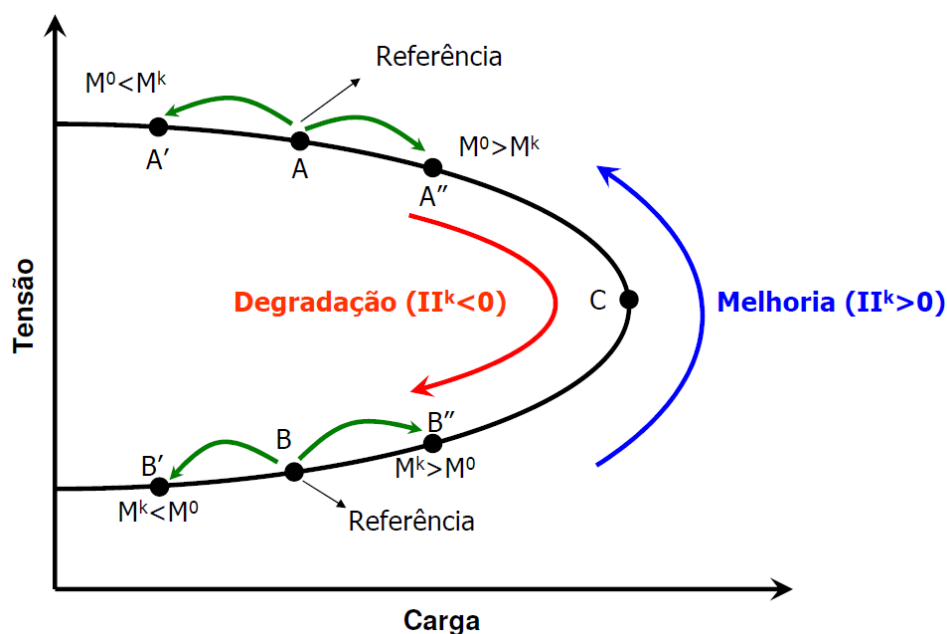 Referência
M⁰<Mᵏ
M⁰>Mᵏ
A′
A
A″
Tensão
Degradação (IIᵏ<0)
C
Melhoria (IIᵏ>0)
B″
B
B′
Mᵏ>M⁰
Mᵏ<M⁰
Referência
Carga